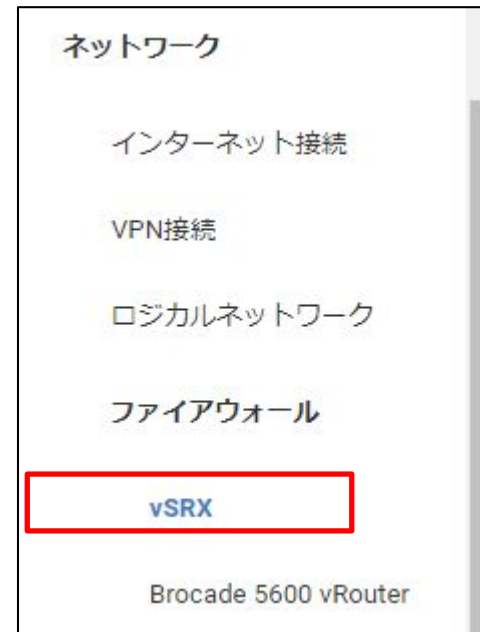 ネットワーク
インターネット接続
VPN接続
ロジカルネットワーク
ファイアウォール
vSRX
Brocade 5600 vRouter